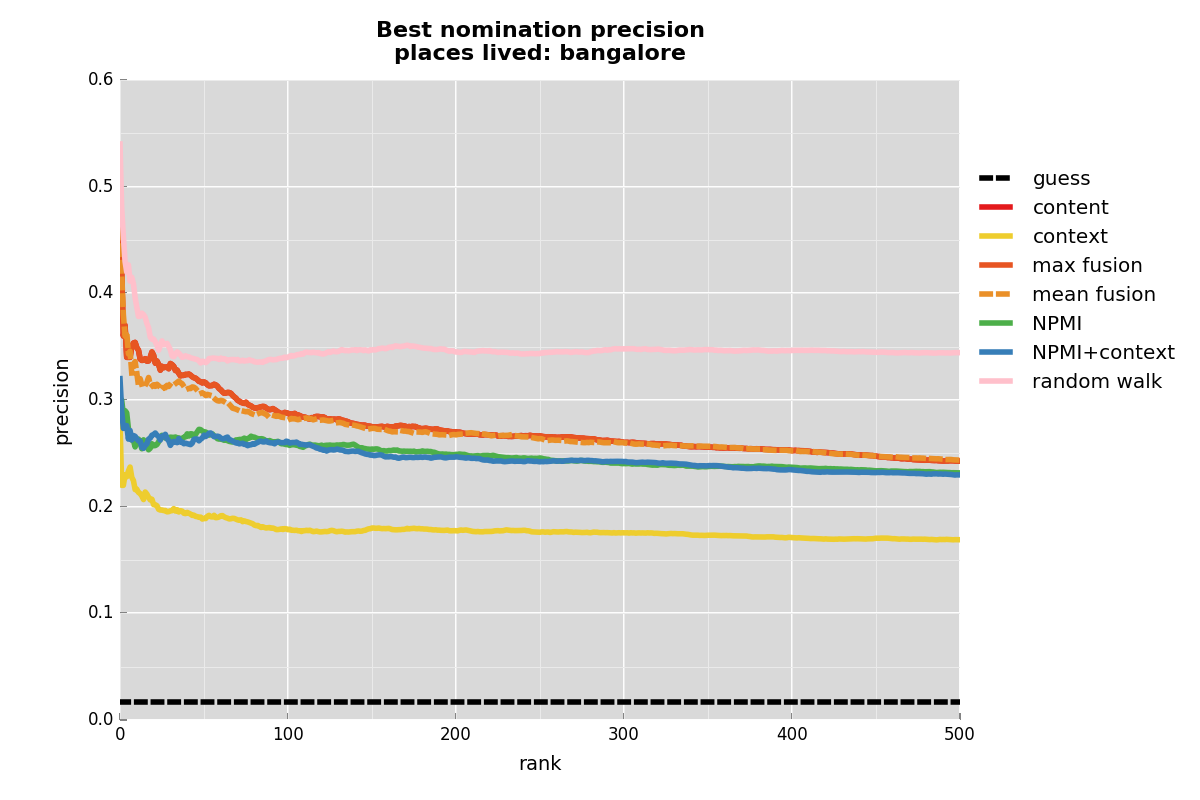 Best nomination precision
places lived: bangalore
0.6
0.5
0.4
0.3
0.2
0.1
0.0
precision
0
100
200
300
400
500
rank
guess
content
context
max fusion
mean fusion
NPMI
NPMI+context
random walk